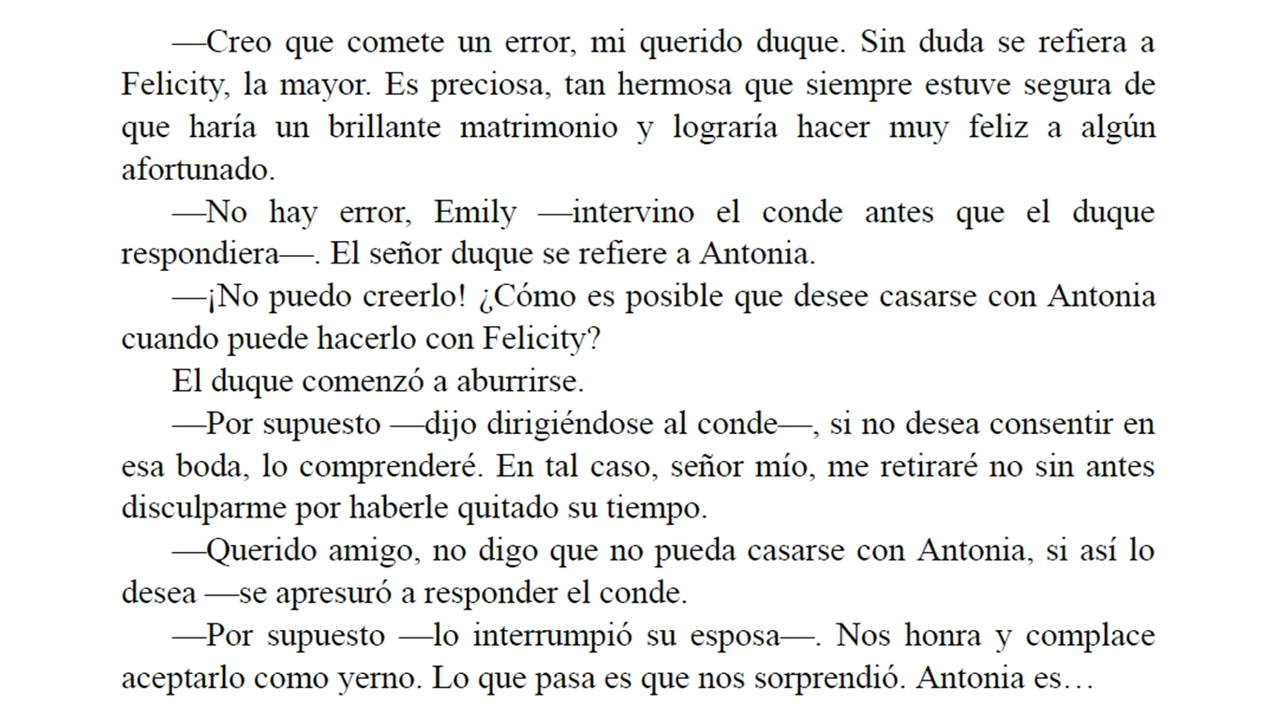 —Creo que comete un error, mi querido duque. Sin duda se refiera a
Felicity, la mayor. Es preciosa, tan hermosa que siempre estuve segura de
que haría un brillante matrimonio y lograría hacer muy feliz a algún
afortunado.
—No hay error, Emily —intervino el conde antes que el duque
respondiera—. El señor duque se refiere a Antonia.
—¡No puedo creerlo! ¿Cómo es posible que desee casarse con Antonia
cuando puede hacerlo con Felicity?
El duque comenzó a aburrirse.
—Por supuesto —dijo dirigiéndose al conde—, si no desea consentir en
esa boda, lo comprenderé. En tal caso, señor mío, me retiraré no sin antes
disculparme por haberle quitado su tiempo.
—Querido amigo, no digo que no pueda casarse con Antonia, si así lo
desea —se apresuró a responder el conde.
—Por supuesto —lo interrumpió su esposa—. Nos honra y complace
aceptarlo como yerno. Lo que pasa es que nos sorprendió. Antonia es…